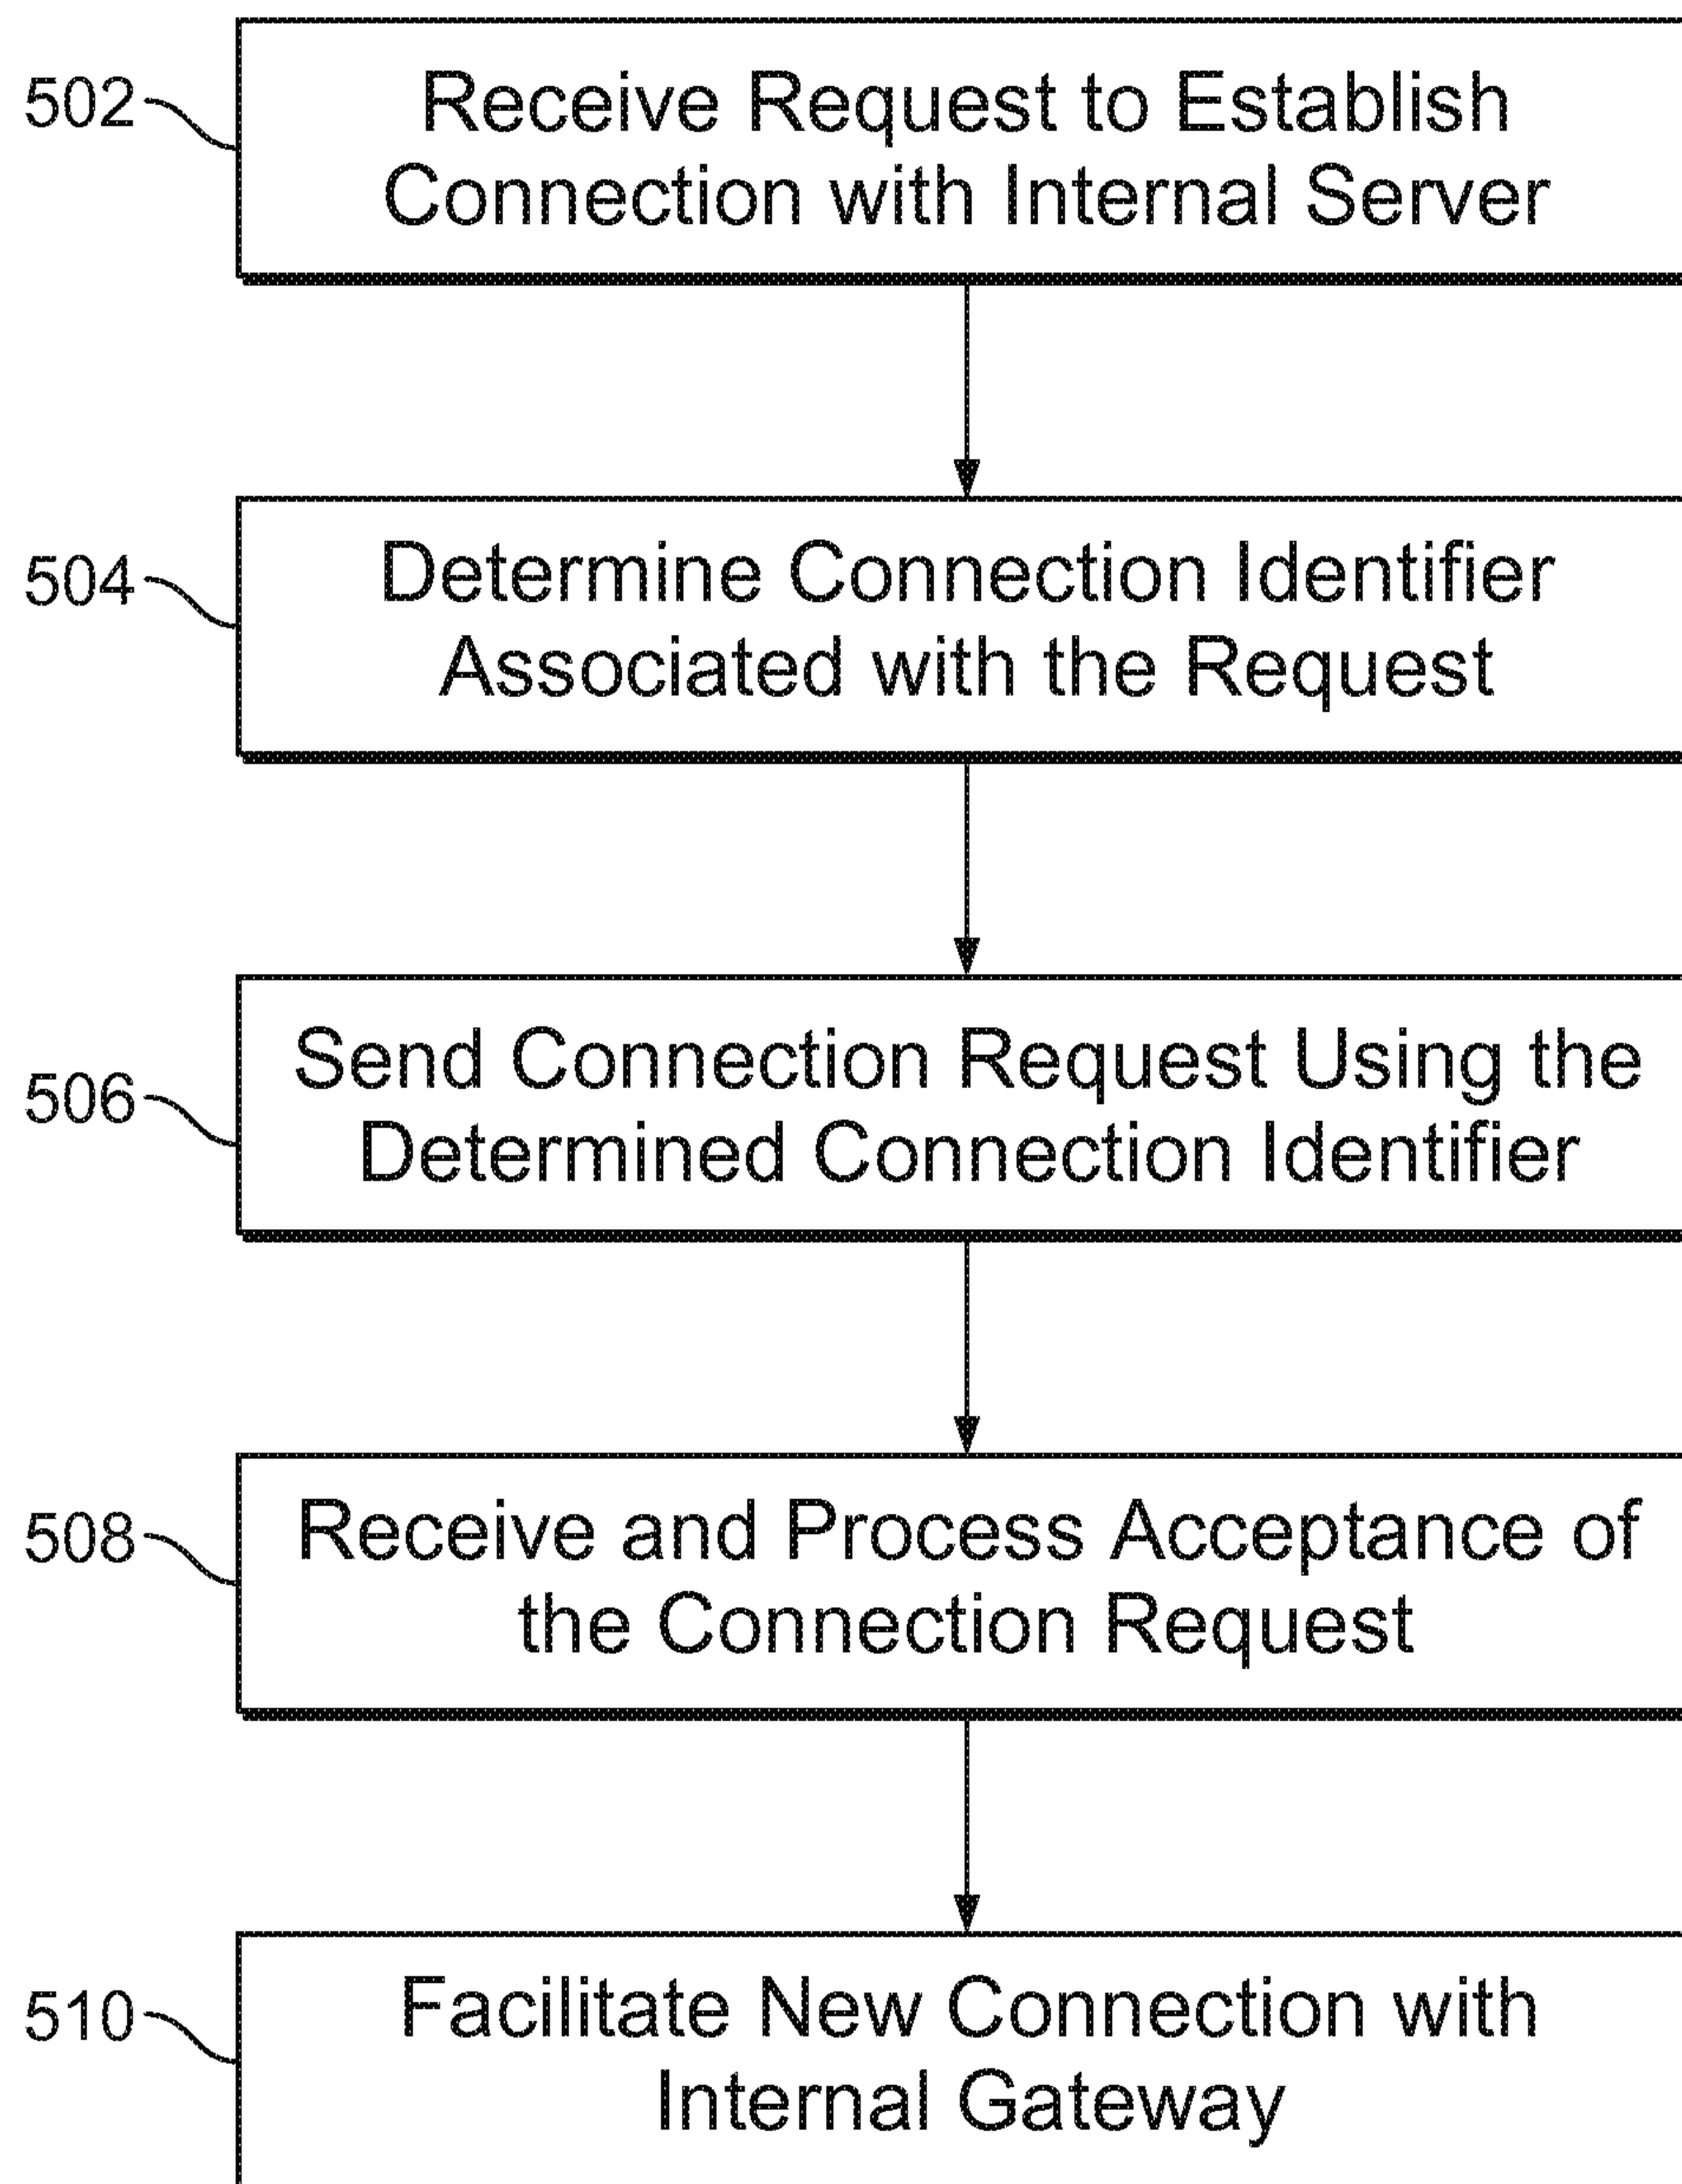 502
Receive Request to Establish
Connection with Internal Server
504
Determine Connection Identifier
Associated with the Request
506
Send Connection Request Using the
Determined Connection Identifier
508
Receive and Process Acceptance of
the Connection Request
510
Facilitate New Connection with
Internal Gateway